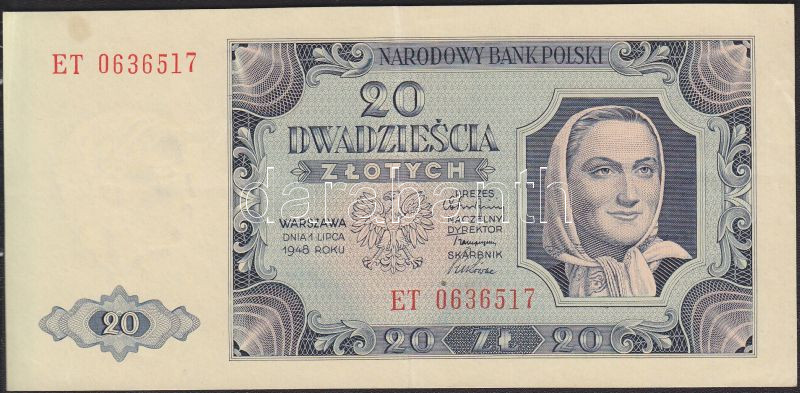 ET 0636517
NARODOWY BANK POLSKI
20
DWADZIEŚCIA
ZŁOTYCH
darabanth
WARSZAWA
DNIA 1 LIPCA
1948 ROKU
PREZES
NACZELNY
DYREKTOR
SKARBNIK
ET 0636517
20
20 ZŁ 20